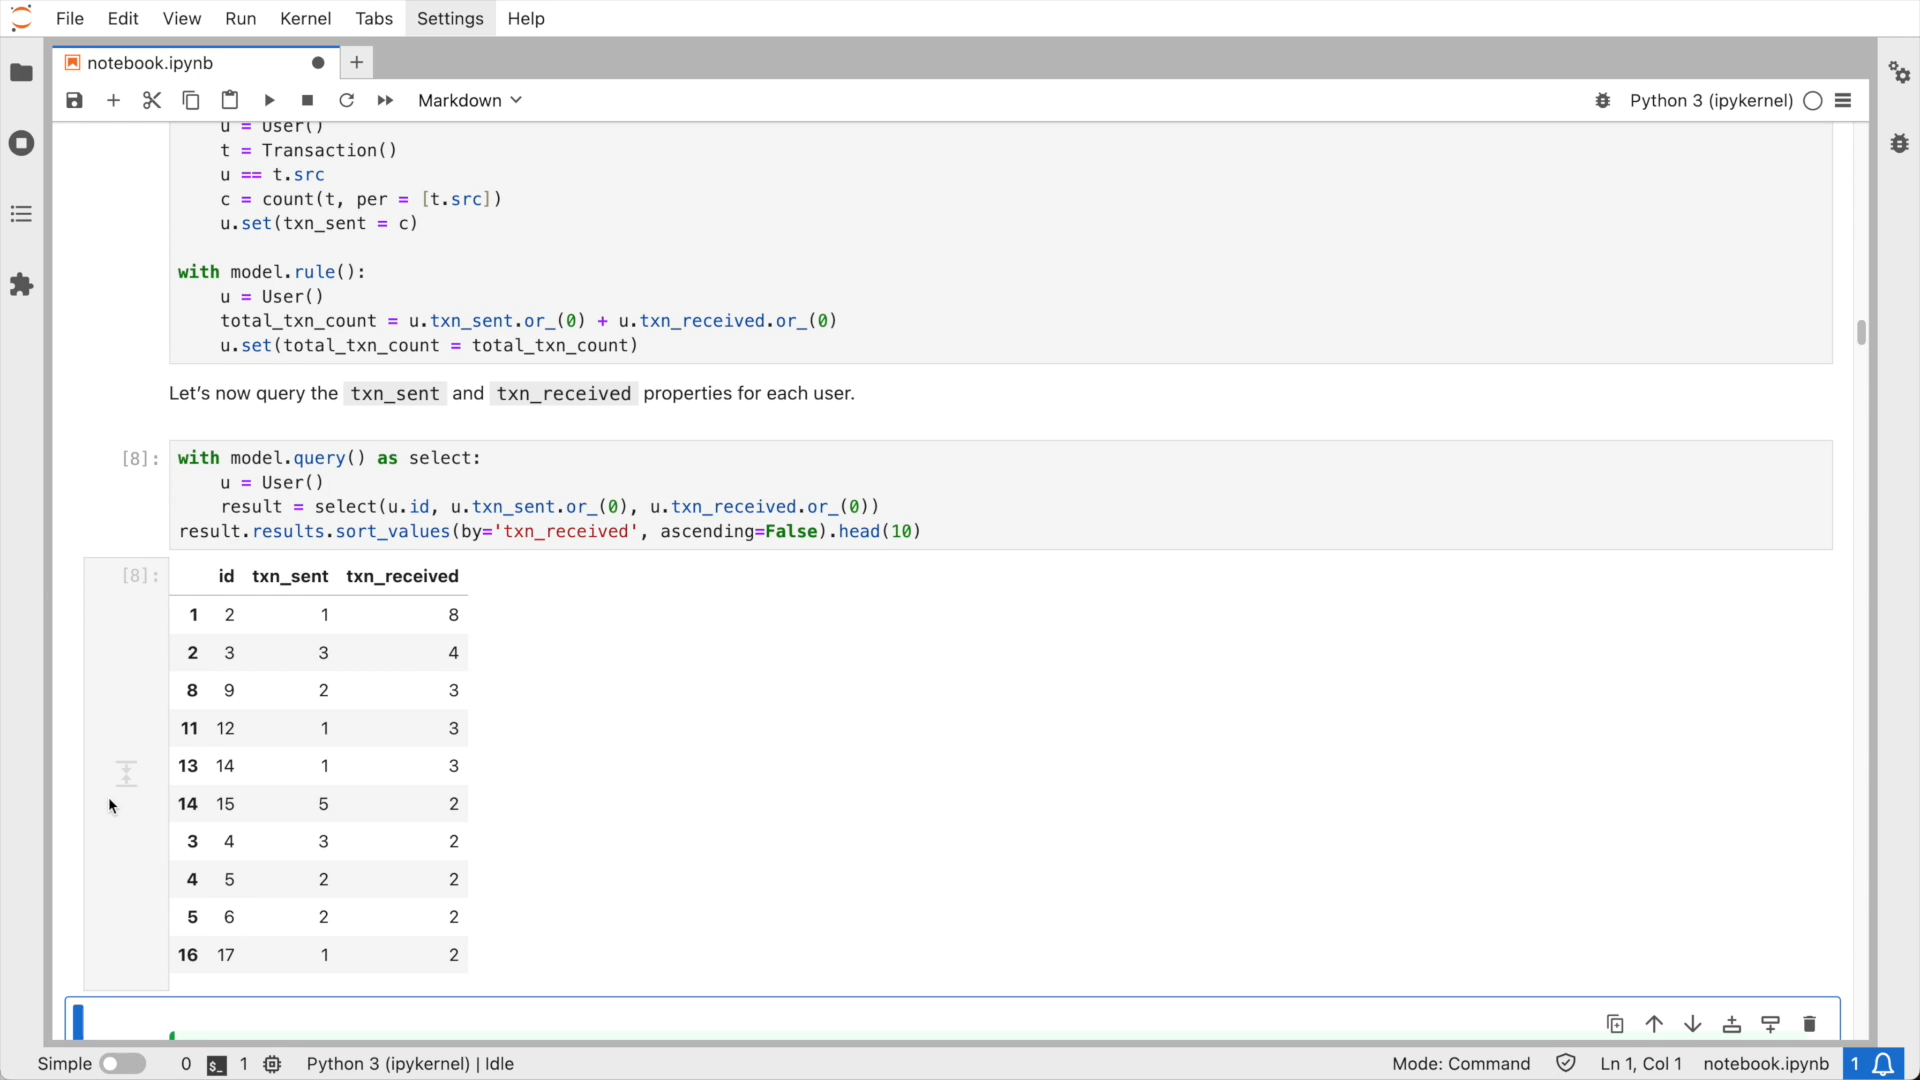 File Edit View Run Kernel Tabs Settings Help
notebook.ipynb
Markdown
Python 3 (ipykernel)
    u = User()
    t = Transaction()
    u == t.src
    c = count(t, per = [t.src])
    u.set(txn_sent = c)
with model.rule():
    u = User()
    total_txn_count = u.txn_sent.or_(0) + u.txn_received.or_(0)
    u.set(total_txn_count = total_txn_count)
Let's now query the txn_sent and txn_received properties for each user.
[8]: with model.query() as select:
    u = User()
    result = select(u.id, u.txn_sent.or_(0), u.txn_received.or_(0))
result.results.sort_values(by='txn_received', ascending=False).head(10)
[8]: id txn_sent txn_received
1 2 1 8
2 3 3 4
8 9 2 3
11 12 1 3
13 14 1 3
14 15 5 2
3 4 3 2
4 5 2 2
5 6 2 2
16 17 1 2
Simple 0 $_ 1 Python 3 (ipykernel) | Idle Mode: Command Ln 1, Col 1 notebook.ipynb 1